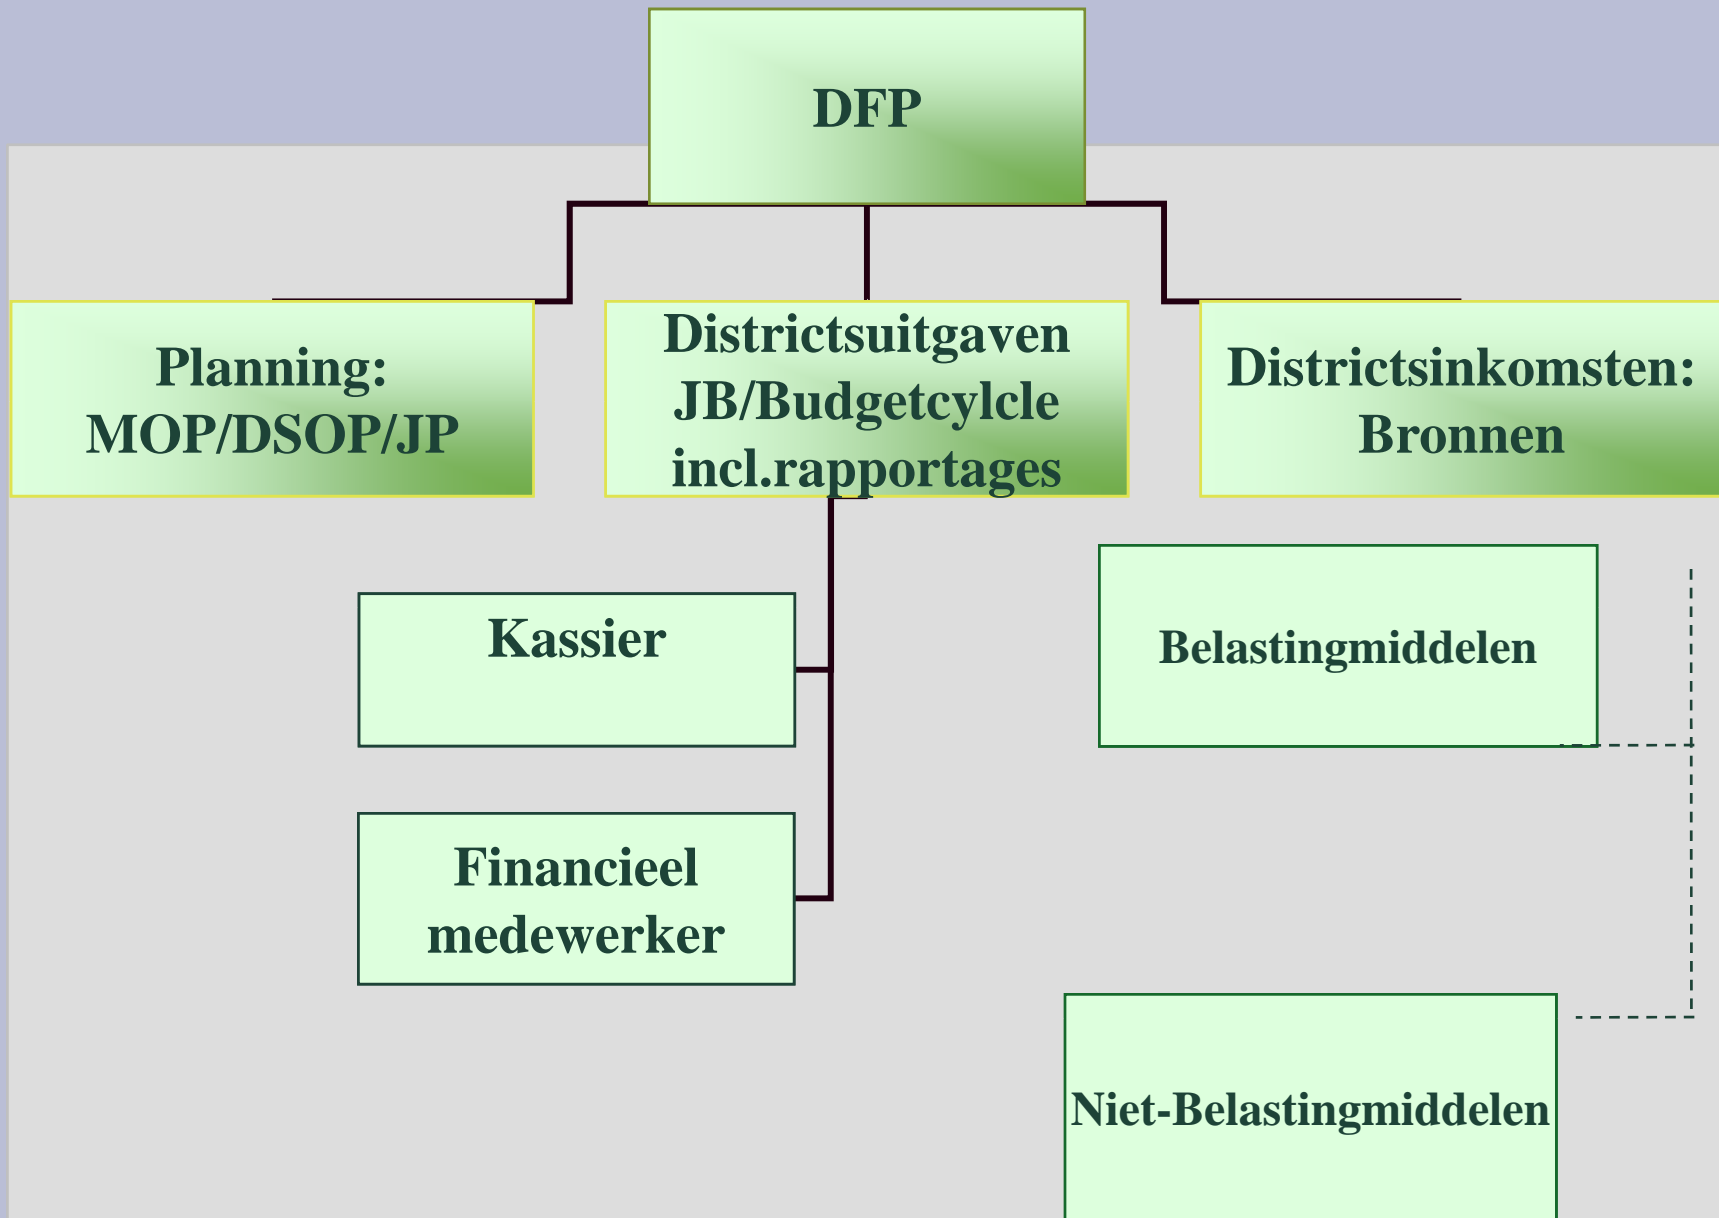 DFP
Planning:
MOP/DSOP/JP
Districtsuitgaven
JB/Budgetcylcle
incl.rapportages
Districtsinkomsten:
Bronnen
Kassier
Belastingmiddelen
Financieel
medewerker
Niet-Belastingmiddelen